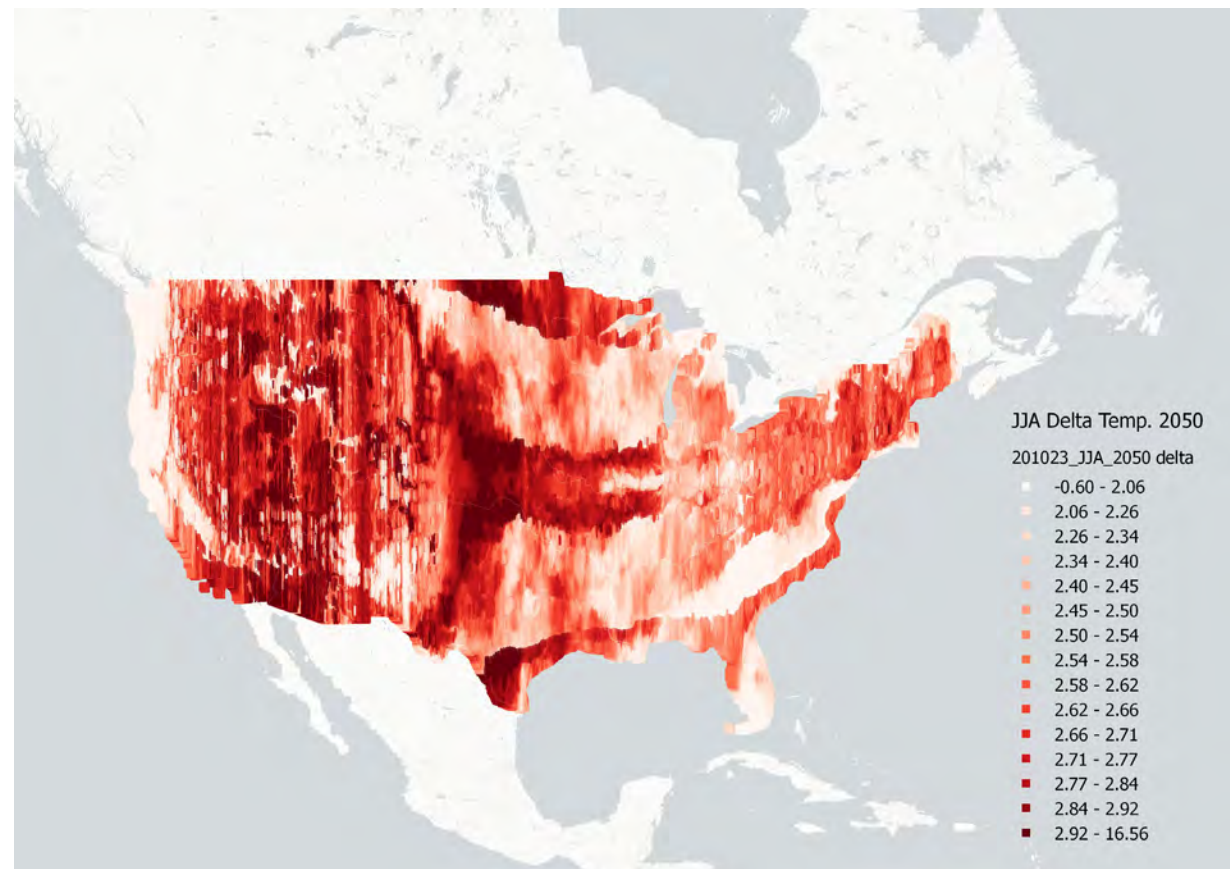 JJA Delta Temp. 2050
201023_JJA_2050 delta
-0.60 - 2.06
2.06 - 2.26
2.26 - 2.34
2.34 - 2.40
2.40 - 2.45
2.45 - 2.50
2.50 - 2.54
2.54 - 2.58
2.58 - 2.62
2.62 - 2.66
2.66 - 2.71
2.71 - 2.77
2.77 - 2.84
2.84 - 2.92
2.92 - 16.56